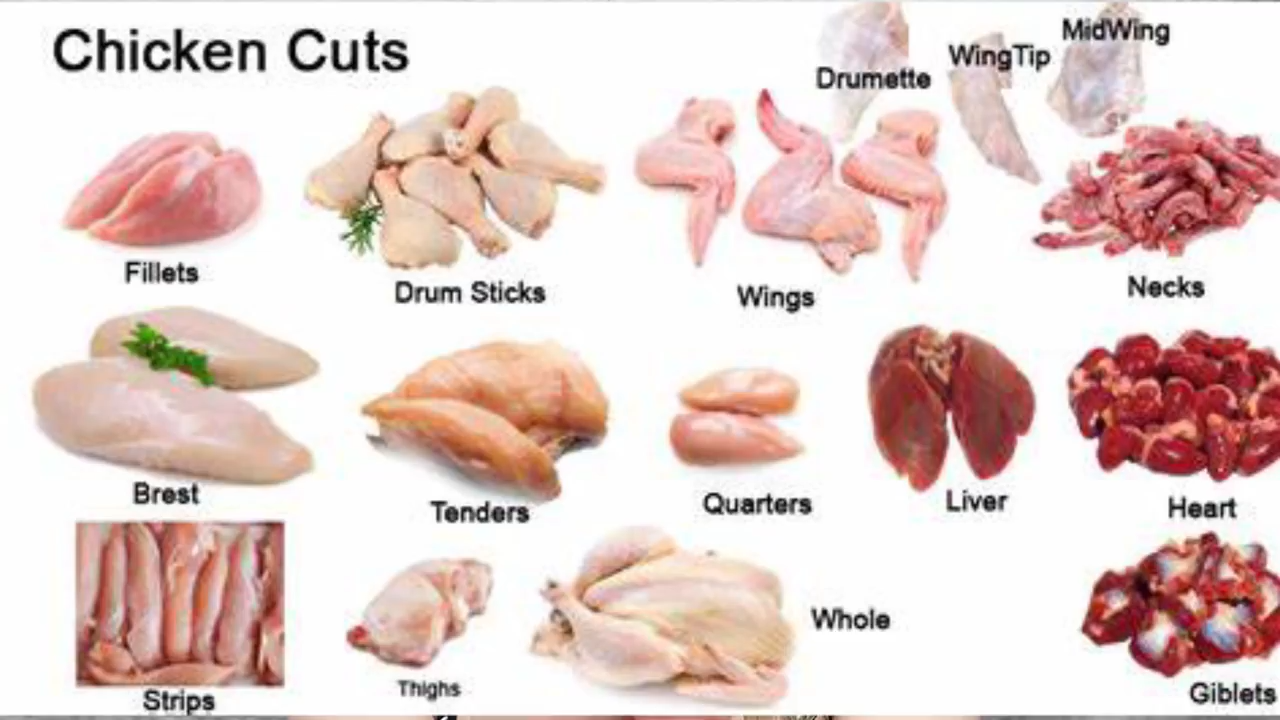 Chicken Cuts
Drumette
WingTip
MidWing
Fillets
Drum Sticks
Wings
Necks
Brest
Tenders
Quarters
Liver
Heart
Strips
Thighs
Whole
Giblets